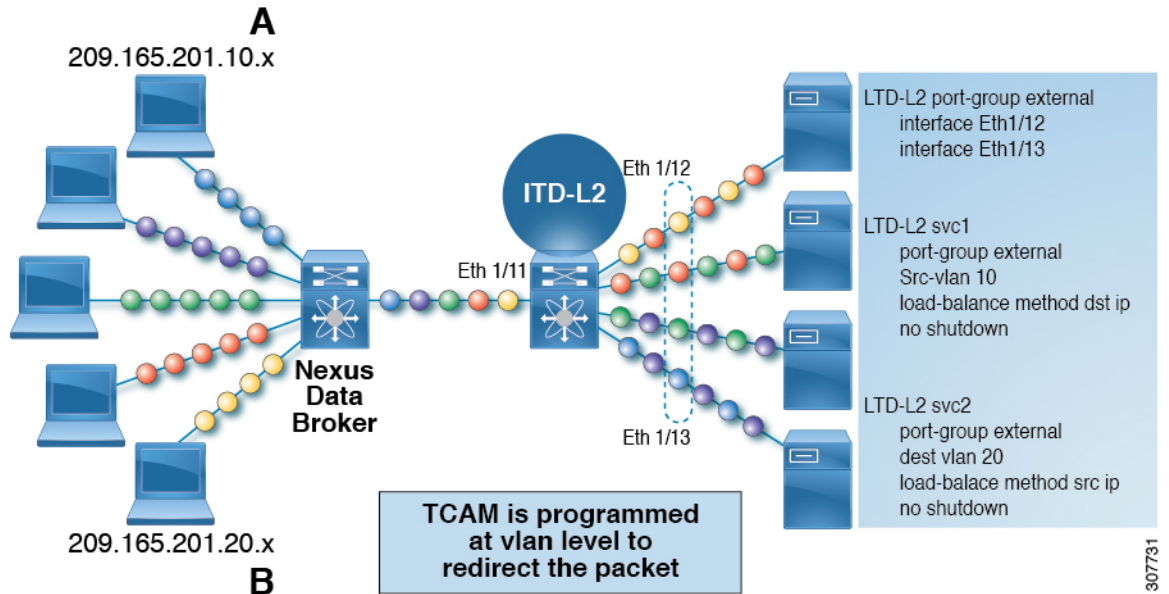 A
209.165.201.10.x
ITD-L2
Eth 1/12
Eth 1/11
Nexus
Data
Broker
Eth 1/13
209.165.201.20.x
B
TCAM is programmed
at vlan level to
redirect the packet
LTD-L2 port-group external
interface Eth1/12
interface Eth1/13
LTD-L2 svc1
port-group external
Src-vlan 10
load-balance method dst ip
no shutdown
LTD-L2 svc2
port-group external
dest vlan 20
load-balace method src ip
no shutdown
307731